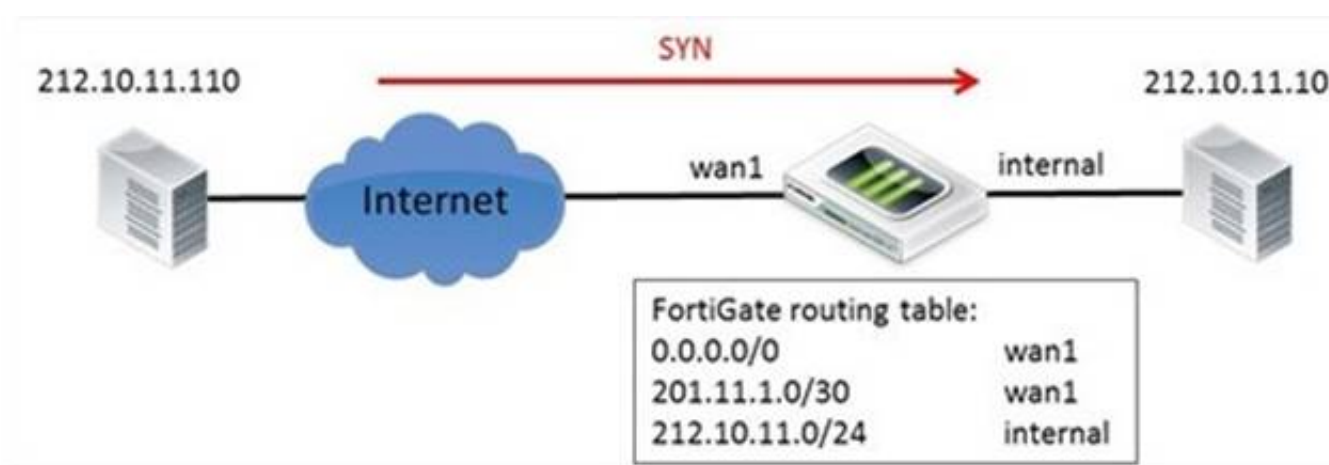 SYN
212.10.11.110
212.10.11.10
wan1
internal
Internet
FortiGate routing table:
0.0.0.0/0 wan1
201.11.1.0/30 wan1
212.10.11.0/24 internal